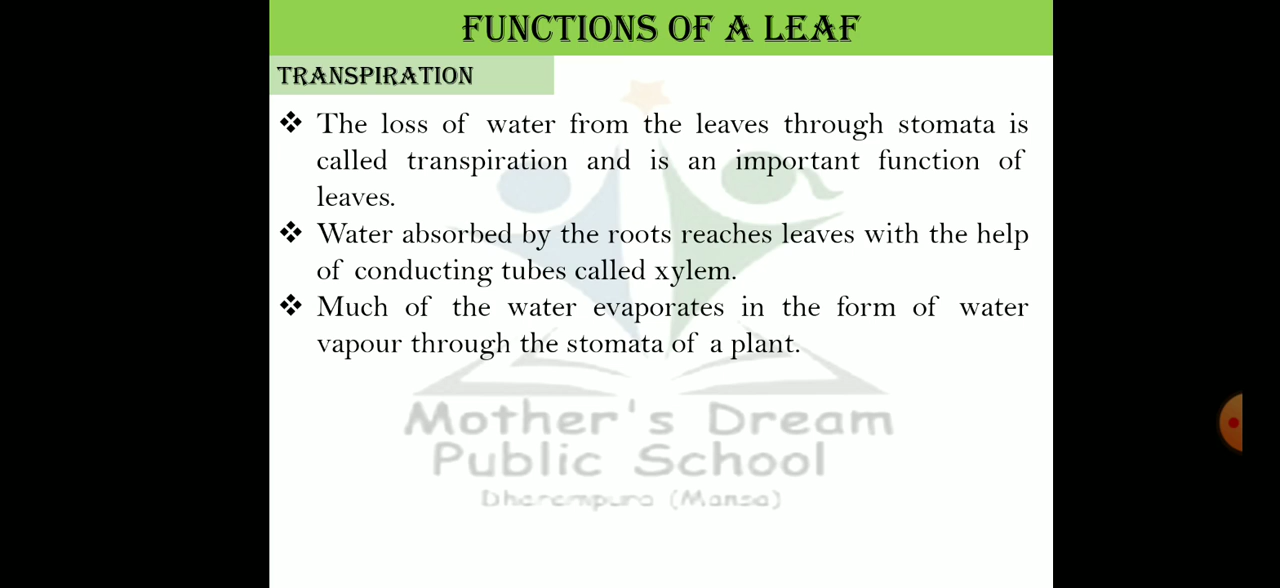 FUNCTIONS OF A LEAF
TRANSPIRATION
❖ The loss of water from the leaves through stomata is
called transpiration and is an important function of
leaves.
❖ Water absorbed by the roots reaches leaves with the help
of conducting tubes called xylem.
❖ Much of the water evaporates in the form of water
vapour through the stomata of a plant.
Mother's Dream
Public School
(Mansa)